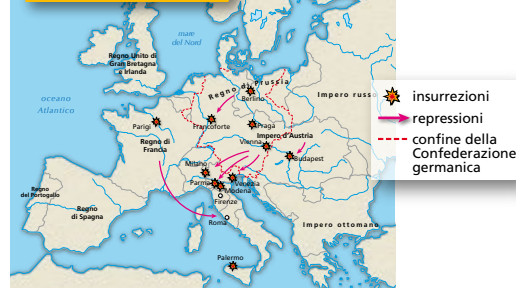 mare
del Nord
Regno Unito di
Gran Bretagna
e Irlanda
oceano
Atlantico
Regno di Prussia
Berlino
Impero russo
Parigi
Francoforte
Praga
Regno di
Francia
Vienna
Impero d'Austria
Budapest
Milano
Parma
Venezia
Modena
Firenze
Regno
del Portogallo
Regno
di Spagna
Roma
Impero ottomano
Palermo
insurrezioni
repressioni
confine della
Confederazione
germanica